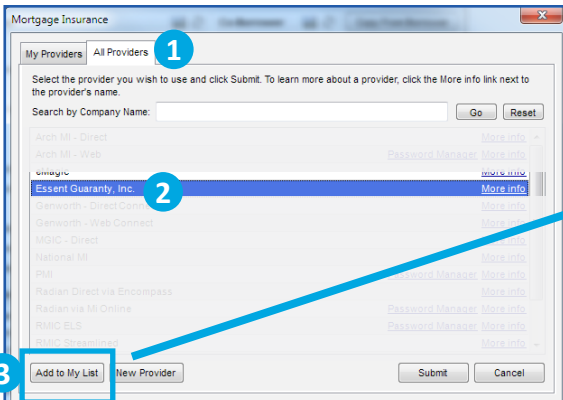 Mortgage Insurance
Co-Borrower Copy From Borrower
My Providers All Providers 1
Select the provider you wish to use and click Submit. To learn more about a provider, click the More info link next to
the provider's name.
Search by Company Name: Go Reset
Arch MI - Direct More info
Arch MI - Web Password Manager More info
eMagic More info
Essent Guaranty, Inc. 2 More info
Genworth - Direct Connect More info
Genworth - Web Connect More info
MGIC - Direct More info
National MI More info
PMI Password Manager More info
Radian Direct via Encompass More info
Radian via MI Online Password Manager More info
RMIC ELS Password Manager More info
RMIC Streamlined More info
3 Add to My List New Provider Submit Cancel